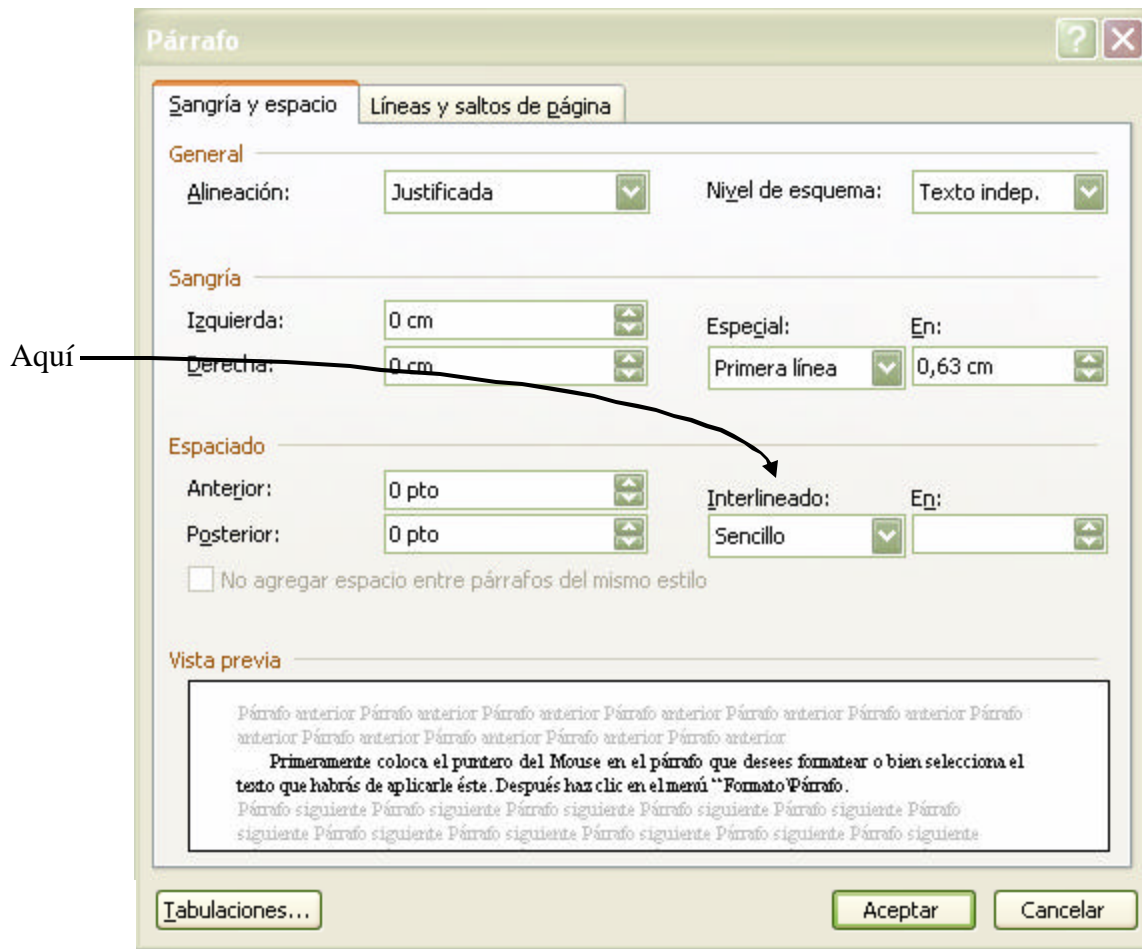 Párrafo
Sangría y espacio
Líneas y saltos de página
General
Alineación:
Justificada
Nivel de esquema:
Texto indep.
Sangría
Izquierda:
0 cm
Especial:
En:
Aquí
Derecha:
0 cm
Primera línea
0,63 cm
Espaciado
Anterior:
0 pto
Interlineado:
En:
Posterior:
0 pto
Sencillo
No agregar espacio entre párrafos del mismo estilo
Vista previa
Párrafo anterior Párrafo anterior Párrafo anterior Párrafo anterior Párrafo anterior Párrafo anterior Párrafo
anterior Párrafo anterior Párrafo anterior Párrafo anterior Párrafo anterior
Primeramente coloca el puntero del Mouse en el párrafo que desees formatear o bien selecciona el
texto que habrás de aplicarle éste. Después haz clic en el menú “Formato\Párrafo.
Párrafo siguiente Párrafo siguiente Párrafo siguiente Párrafo siguiente Párrafo siguiente Párrafo
siguiente Párrafo siguiente Párrafo siguiente Párrafo siguiente Párrafo siguiente Párrafo siguiente
Tabulaciones...
Aceptar
Cancelar